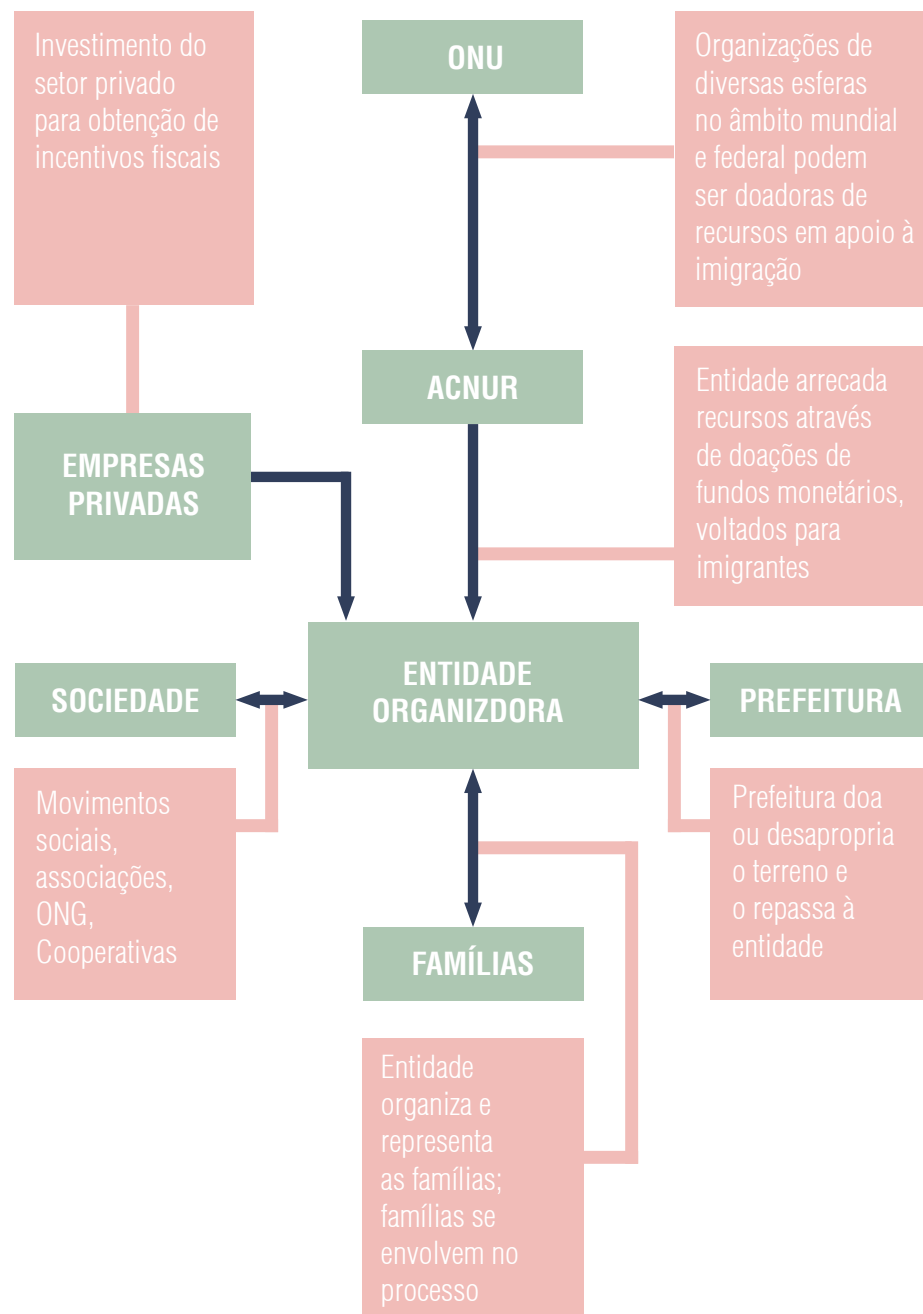 Investimento do
setor privado
para obtenção de
incentivos fiscais
ONU
Organizações de
diversas esferas
no âmbito mundial
e federal podem
ser doadoras de
recursos em apoio à
imigração
ACNUR
Entidade arrecada
recursos através
de doações de
fundos monetários,
voltados para
imigrantes
EMPRESAS
PRIVADAS
ENTIDADE
ORGANIZDORA
SOCIEDADE
PREFEITURA
Movimentos
sociais,
associações,
ONG,
Cooperativas
Prefeitura doa
ou desapropria
o terreno e
o repassa à
entidade
FAMÍLIAS
Entidade
organiza e
representa
as famílias;
famílias se
envolvem no
processo